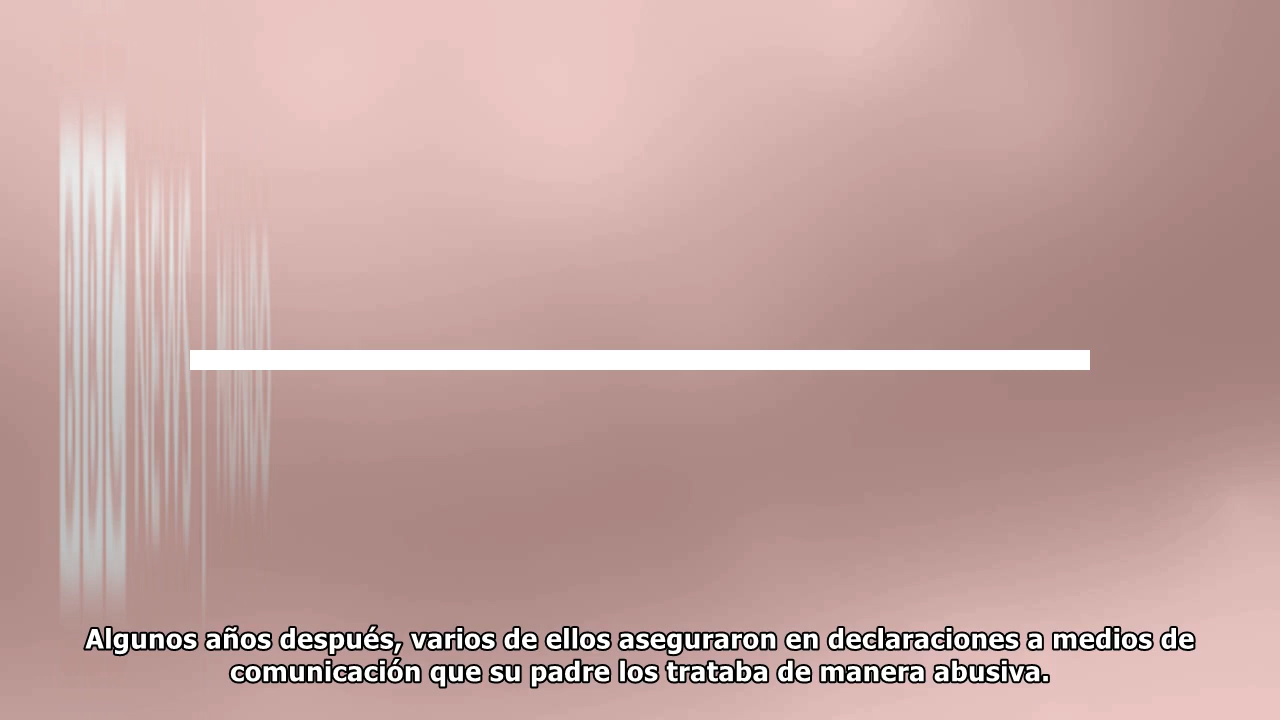 Algunos años después, varios de ellos aseguraron en declaraciones a medios de
comunicación que su padre los trataba de manera abusiva.